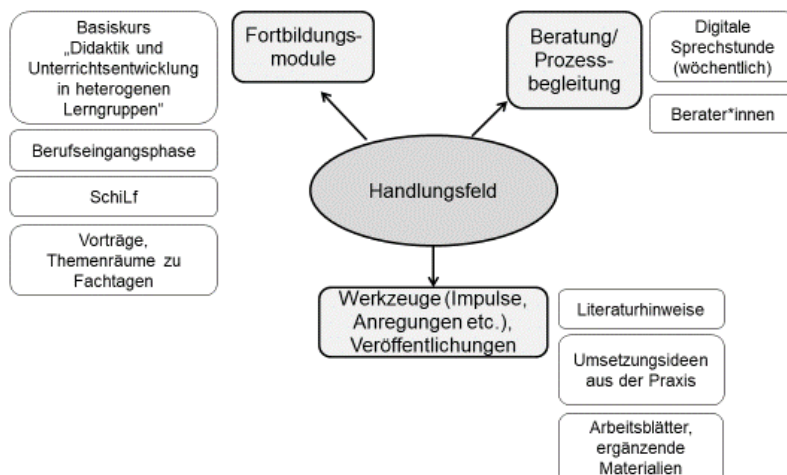 Basiskurs
„Didaktik und
Unterrichtsentwicklung
in heterogenen
Lerngruppen“
Berufseingangsphase
SchiLf
Vorträge,
Themenräume zu
Fachtagen
Fortbildungs-
module
Beratung/
Prozess-
begleitung
Digitale
Sprechstunde
(wöchentlich)
Berater*innen
Handlungsfeld
Werkzeuge (Impulse,
Anregungen etc.),
Veröffentlichungen
Literaturhinweise
Umsetzungsideen
aus der Praxis
Arbeitsblätter,
ergänzende
Materialien